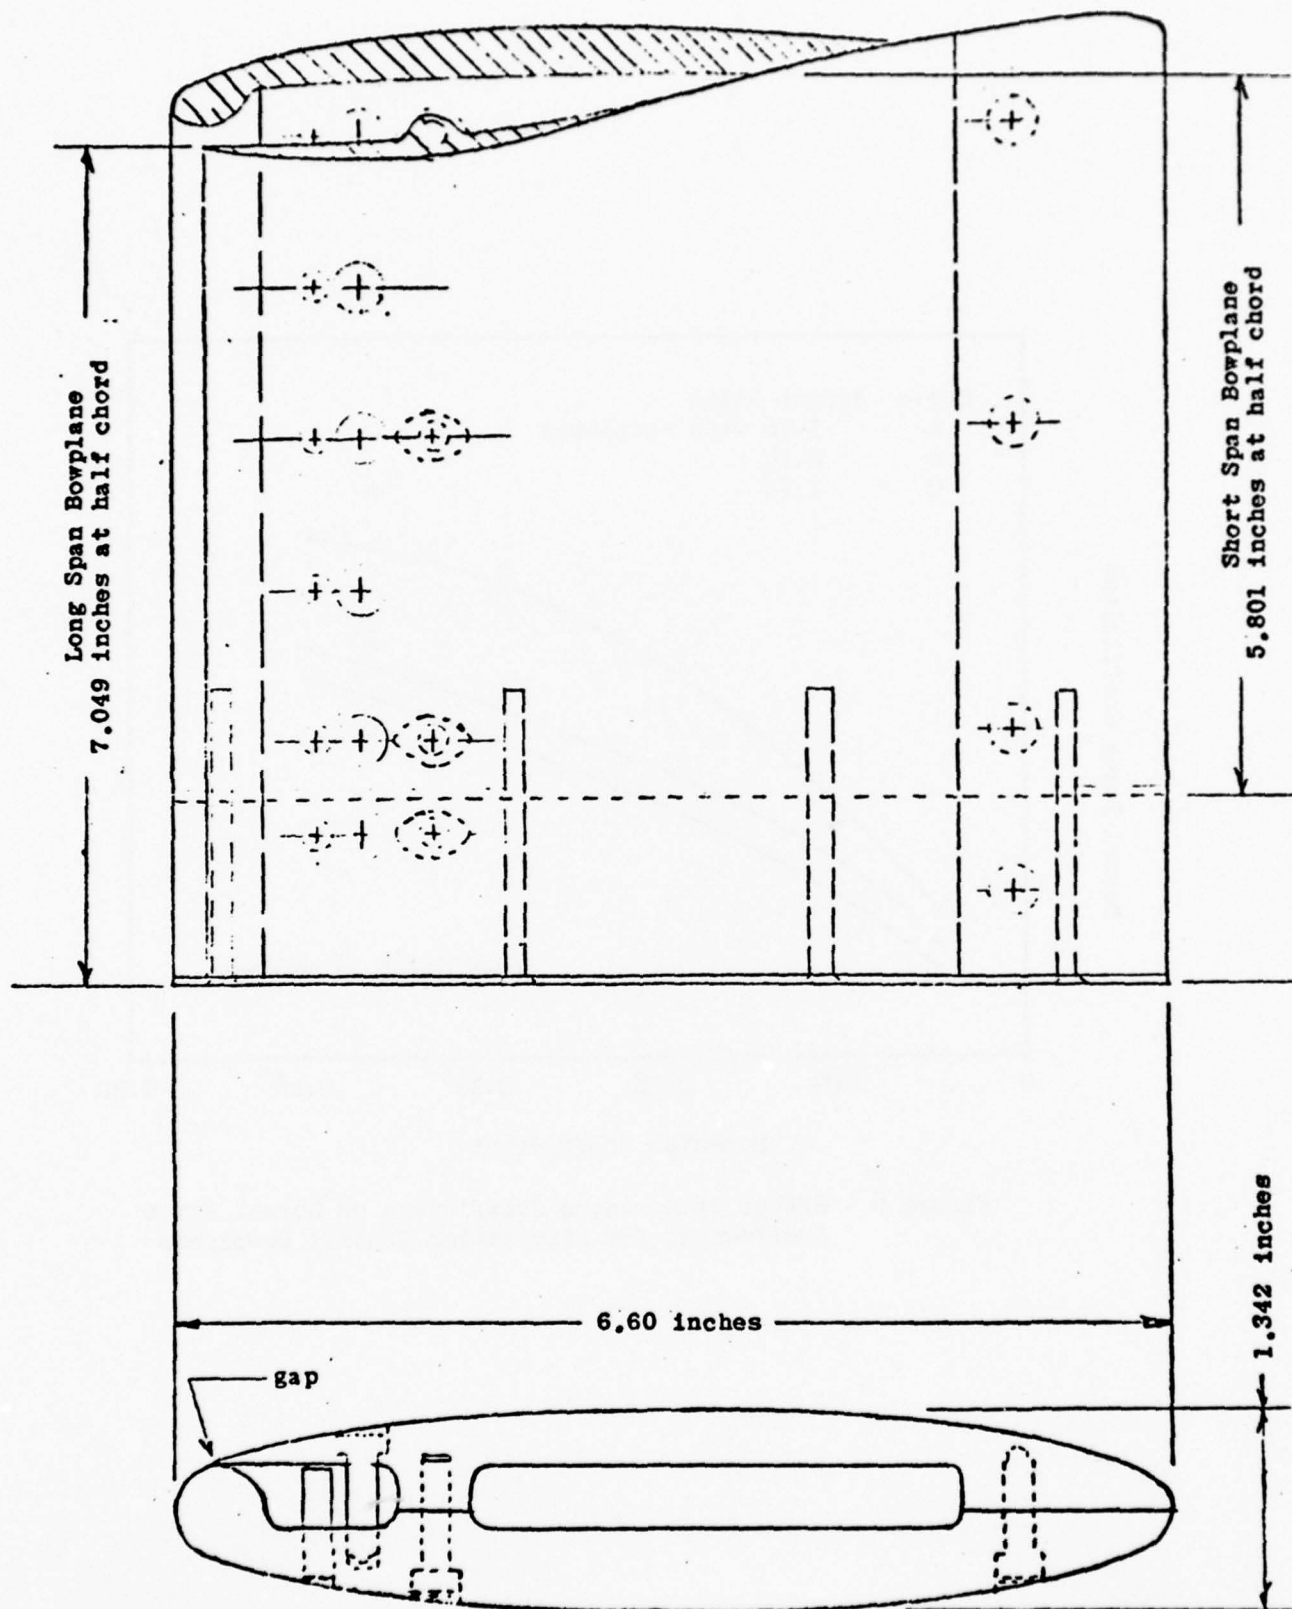 Long Span Bowplane
7.049 inches at half chord
Short Span Bowplane
5.801 inches at half chord
6.60 inches
1.342 inches
gap